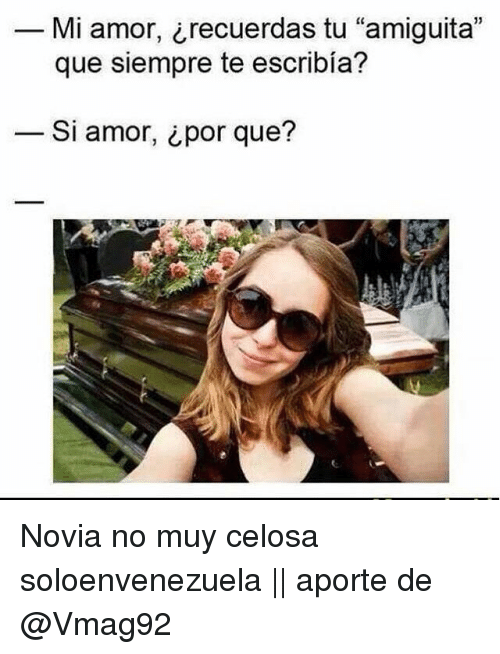 — Mi amor, ¿recuerdas tu “amiguita”
que siempre te escribía?
— Si amor, ¿por que?
—
Novia no muy celosa
soloenvenezuela || aporte de
@Vmag92